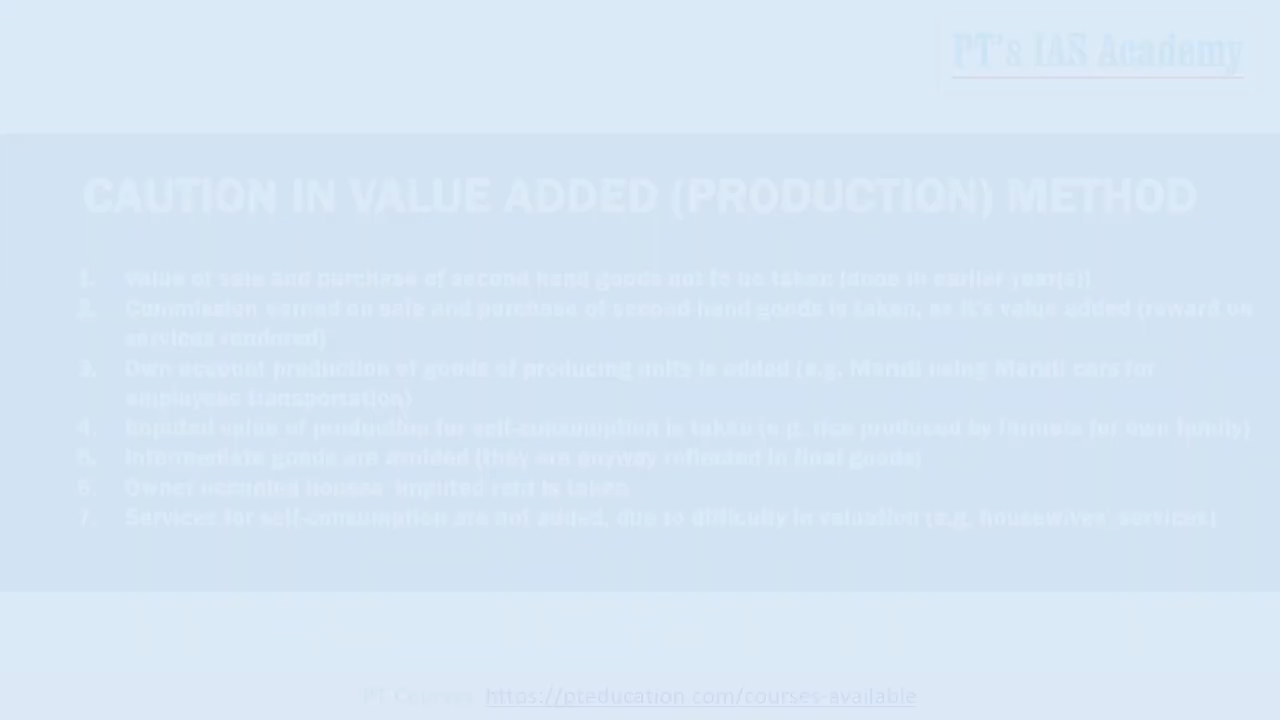 PT's IAS Academy
CAUTION IN VALUE ADDED (PRODUCTION) METHOD
1. Value of sale and purchase of second hand goods not to be taken (done in earlier year(s))
2. Commission earned on sale and purchase of second hand goods is taken, as it's value added (reward on
services rendered)
3. Own account production of goods of producing units is added (e.g. Maruti using Maruti cars for
employees transportation)
4. Imputed value of production for self-consumption is taken (e.g. rice produced by farmers for own family)
5. Intermediate goods are avoided (they are anyway reflected in final goods)
6. Owner occupied houses' imputed rent is taken
7. Services for self-consumption are not added, due to difficulty in valuation (e.g. housewives' services)
PT Courses https://pteducation.com/courses-available